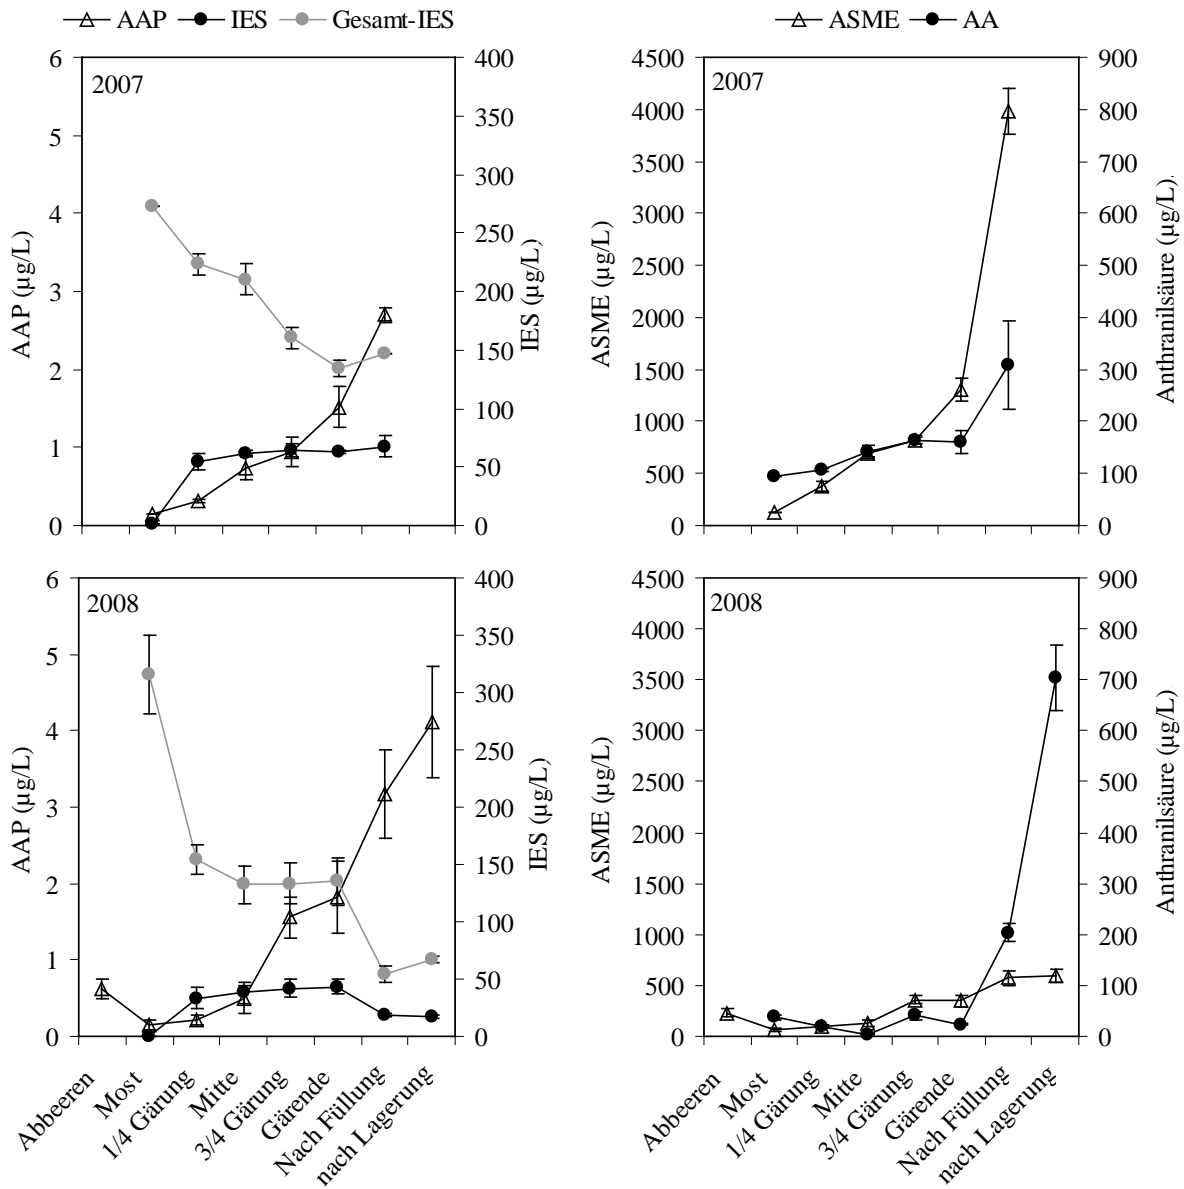 AAP IES Gesamt-IES
ASME AA
2007
6
5
4
3
2
1
0
AAP (µg/L)
400
350
300
250
200
150
100
50
0
IES (µg/L)
2007
4500
4000
3500
3000
2500
2000
1500
1000
500
0
ASME (µg/L)
900
800
700
600
500
400
300
200
100
0
Anthranilsäure (µg/L).
2008
6
5
4
3
2
1
0
AAP (µg/L)
400
350
300
250
200
150
100
50
0
IES (µg/L)
Abbeeren
Most
1/4 Gärung
Mitte
3/4 Gärung
Gärende
Nach Füllung
nach Lagerung
2008
4500
4000
3500
3000
2500
2000
1500
1000
500
0
ASME (µg/L)
900
800
700
600
500
400
300
200
100
0
Anthranilsäure (µg/L)
Abbeeren
Most
1/4 Gärung
Mitte
3/4 Gärung
Gärende
Nach Füllung
nach Lagerung